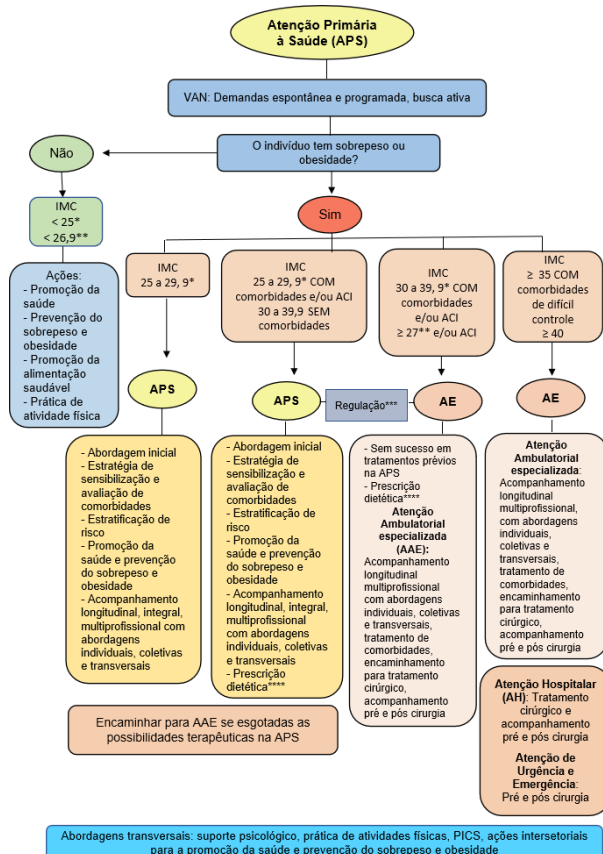 Atenção Primária
à Saúde (APS)
VAN: Demandas espontânea e programada, busca ativa
O indivíduo tem sobrepeso ou
obesidade?
Não
Sim
IMC
< 25*
< 26,9**
Ações:
- Promoção da
saúde
- Prevenção do
sobrepeso e
obesidade
- Promoção da
alimentação
saudável
- Prática de
atividade física
IMC
25 a 29, 9*
IMC
25 a 29, 9* COM
comorbidades e/ou ACI
30 a 39,9 SEM
comorbidades
IMC
30 a 39, 9* COM
comorbidades
e/ou ACI
≥ 27** e/ou ACI
IMC
≥ 35 COM
comorbidades
de difícil
controle
≥ 40
APS
APS
Regulação***
AE
AE
- Abordagem inicial
- Estratégia de
sensibilização e
avaliação de
comorbidades
- Estratificação de
risco
- Promoção da
saúde e prevenção
do sobrepeso e
obesidade
- Acompanhamento
longitudinal, integral,
multiprofissional com
abordagens
individuais, coletivas
e transversais
- Abordagem inicial
- Estratégia de
sensibilização e
avaliação de
comorbidades
- Estratificação de
risco
- Promoção da
saúde e prevenção
do sobrepeso e
obesidade
- Acompanhamento
longitudinal, integral,
multiprofissional com
abordagens
individuais, coletivas
e transversais
- Prescrição
dietética****
- Sem sucesso em
tratamentos prévios
na APS
- Prescrição
dietética****
Atenção
Ambulatorial
especializada (AAE):
Acompanhamento
longitudinal
multiprofissional
com abordagens
individuais, coletivas
e transversais,
tratamento de
comorbidades,
encaminhamento
para tratamento
cirúrgico,
acompanhamento
pré e pós cirurgia
Atenção
Ambulatorial
especializada:
Acompanhamento
longitudinal
multiprofissional,
com abordagens
individuais,
coletivas e
transversais,
tratamento de
comorbidades,
encaminhamento
para tratamento
cirúrgico,
acompanhamento
pré e pós cirurgia
Encaminhar para AAE se esgotadas as
possibilidades terapêuticas na APS
Atenção Hospitalar
(AH): Tratamento
cirúrgico e
acompanhamento
pré e pós cirurgia
Atenção de
Urgência e
Emergência:
Pré e pós cirurgia
Abordagens transversais: suporte psicológico, prática de atividades físicas, PICS, ações intersetoriais
para a promoção da saúde e prevenção do sobrepeso e obesidade